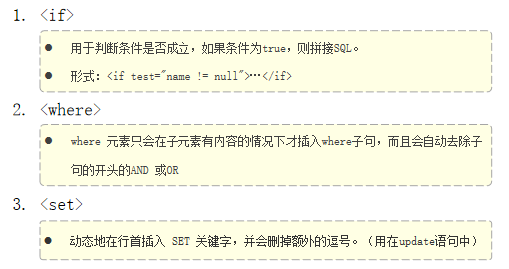 1. <if>
● 用于判断条件是否成立，如果条件为true，则拼接SQL。
● 形式：<if test="name != null">…</if>
2. <where>
● where 元素只会在子元素有内容的情况下才插入where子句，而且会自动去除子
句的开头的AND 或OR
3. <set>
● 动态地在行首插入 SET 关键字，并会删掉额外的逗号。（用在update语句中）